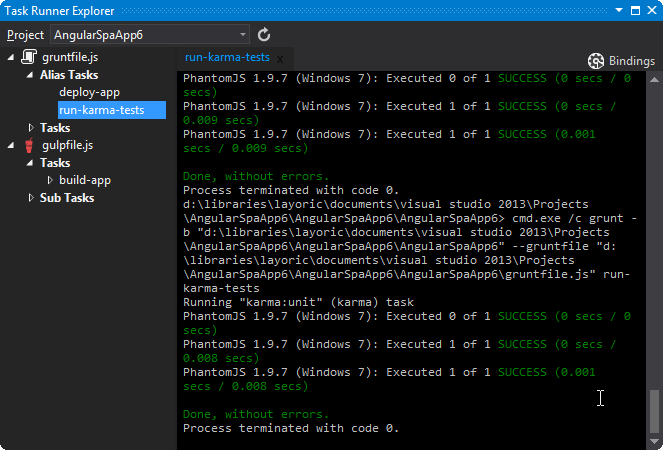 Task Runner Explorer
Project AngularSpaApp6
gruntfile.js
Alias Tasks
deploy-app
run-karma-tests
Tasks
gulpfile.js
Tasks
build-app
Sub Tasks
run-karma-tests x
Bindings
PhantomJS 1.9.7 (Windows 7): Executed 0 of 1 SUCCESS (0 secs / 0
secs)
PhantomJS 1.9.7 (Windows 7): Executed 1 of 1 SUCCESS (0 secs /
0.009 secs)
PhantomJS 1.9.7 (Windows 7): Executed 1 of 1 SUCCESS (0.001
secs / 0.009 secs)
Done, without errors.
Process terminated with code 0.
d:\libraries\layoric\documents\visual studio 2013\Projects
\AngularSpaApp6\AngularSpaApp6\AngularSpaApp6> cmd.exe /c grunt -
b "d:\libraries\layoric\documents\visual studio 2013\Projects
\AngularSpaApp6\AngularSpaApp6\AngularSpaApp6" --gruntfile "d:
\libraries\layoric\documents\visual studio 2013\Projects
\AngularSpaApp6\AngularSpaApp6\AngularSpaApp6\gruntfile.js" run-
karma-tests
Running "karma:unit" (karma) task
PhantomJS 1.9.7 (Windows 7): Executed 0 of 1 SUCCESS (0 secs / 0
secs)
PhantomJS 1.9.7 (Windows 7): Executed 1 of 1 SUCCESS (0 secs /
0.008 secs)
PhantomJS 1.9.7 (Windows 7): Executed 1 of 1 SUCCESS (0.001
secs / 0.008 secs)
Done, without errors.
Process terminated with code 0.